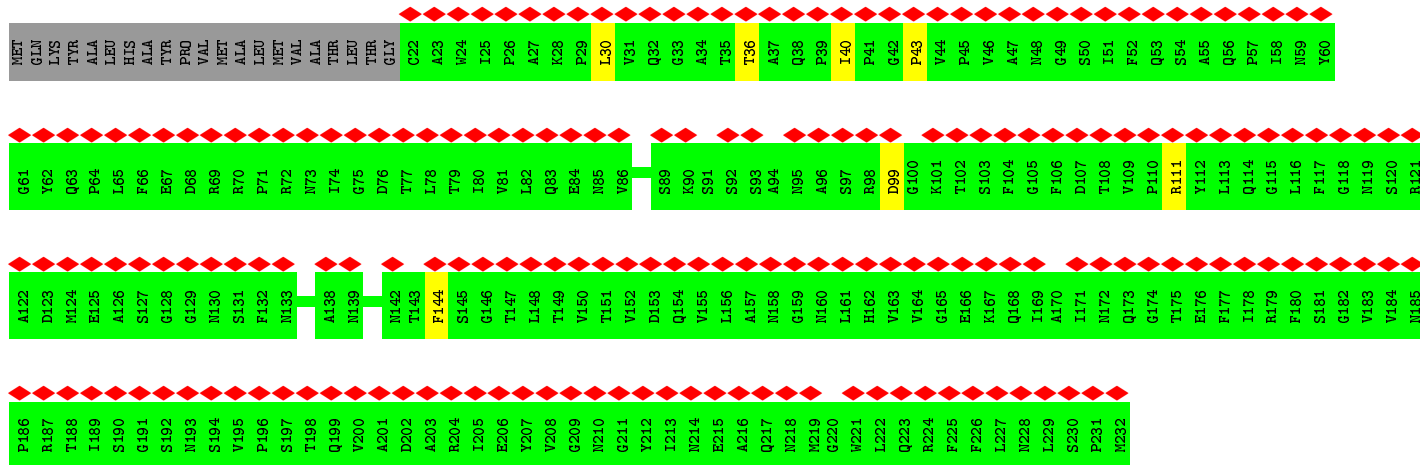 MET GLN LYS TYR ALA LEU HIS ALA TYR PRO VAL MET ALA LEU MET VAL ALA THR LEU THR GLY C22 A23 W24 I25 P26 A27 K28 P29 L30 V31 Q32 G33 A34 T35 T36 A37 Q38 P39 I40 P41 G42 P43 V44 P45 V46 A47 N48 G49 S50 I51 F52 Q53 S54 A55 Q56 P57 I58 N59 Y60
G61 Y62 Q63 P64 L65 F66 E67 D68 R69 R70 P71 R72 N73 I74 G75 D76 T77 L78 T79 I80 V81 L82 Q83 E84 N85 V86 S89 K90 S91 S92 S93 A94 N95 A96 S97 R98 D99 G100 K101 T102 S103 F104 G105 F106 D107 T108 V109 P110 R111 Y112 L113 Q114 G115 L116 F117 G118 N119 S120 R121
A122 D123 M124 E125 A126 S127 G128 G129 N130 S131 F132 N133 A138 N139 N142 T143 F144 S145 G146 T147 L148 T149 V150 T151 V152 D153 Q154 V155 L156 A157 N158 G159 N160 L161 H162 V163 V164 G165 E166 K167 Q168 I169 A170 I171 N172 Q173 G174 T175 E176 F177 I178 R179 F180 S181 G182 V183 V184 N185
P186 R187 T188 I189 S190 G191 S192 N193 S194 V195 P196 S197 T198 Q199 V200 A201 D202 A203 R204 I205 E206 Y207 V208 G209 N210 G211 Y212 I213 N214 E215 A216 Q217 N218 M219 G220 W221 L222 Q223 R224 F225 F226 L227 N228 L229 S230 P231 M232